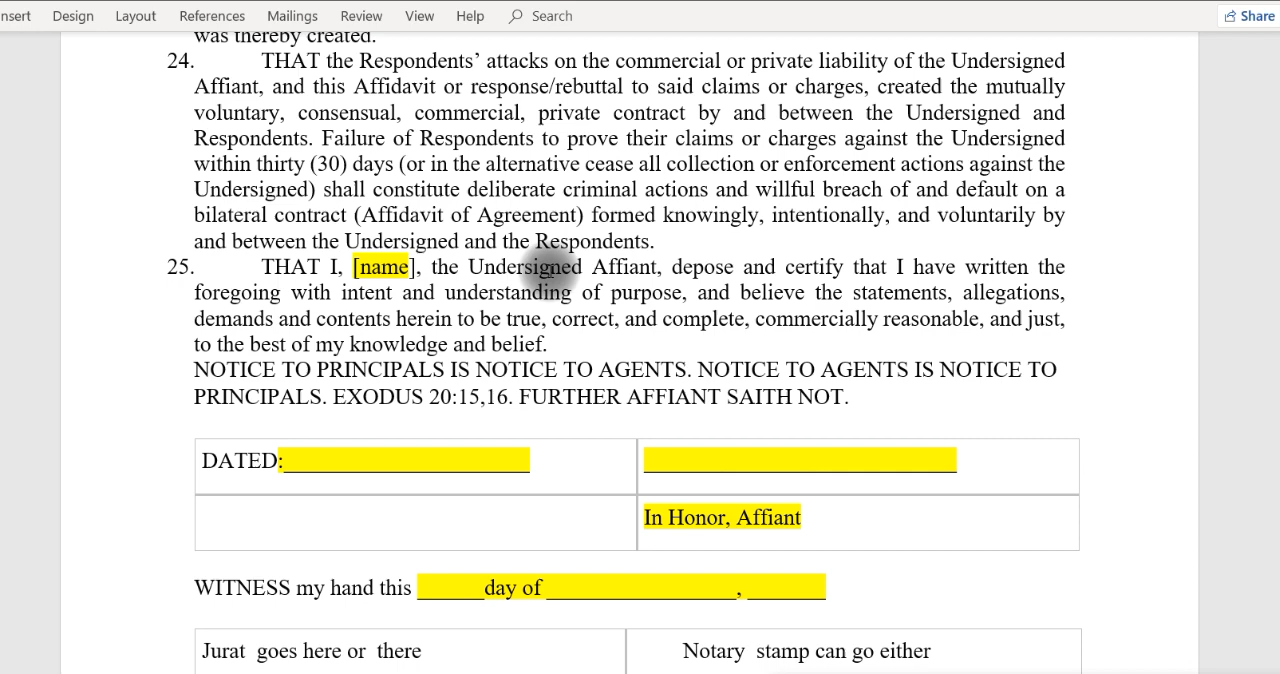 nsert Design Layout References Mailings Review View Help Search Share
was thereby created.
24. THAT the Respondents’ attacks on the commercial or private liability of the Undersigned
Affiant, and this Affidavit or response/rebuttal to said claims or charges, created the mutually
voluntary, consensual, commercial, private contract by and between the Undersigned and
Respondents. Failure of Respondents to prove their claims or charges against the Undersigned
within thirty (30) days (or in the alternative cease all collection or enforcement actions against the
Undersigned) shall constitute deliberate criminal actions and willful breach of and default on a
bilateral contract (Affidavit of Agreement) formed knowingly, intentionally, and voluntarily by
and between the Undersigned and the Respondents.
25. THAT I, [name], the Undersigned Affiant, depose and certify that I have written the
foregoing with intent and understanding of purpose, and believe the statements, allegations,
demands and contents herein to be true, correct, and complete, commercially reasonable, and just,
to the best of my knowledge and belief.
NOTICE TO PRINCIPALS IS NOTICE TO AGENTS. NOTICE TO AGENTS IS NOTICE TO
PRINCIPALS. EXODUS 20:15,16. FURTHER AFFIANT SAITH NOT.
DATED:
In Honor, Affiant
WITNESS my hand this ______day of _________________, _______
Jurat goes here or there Notary stamp can go either